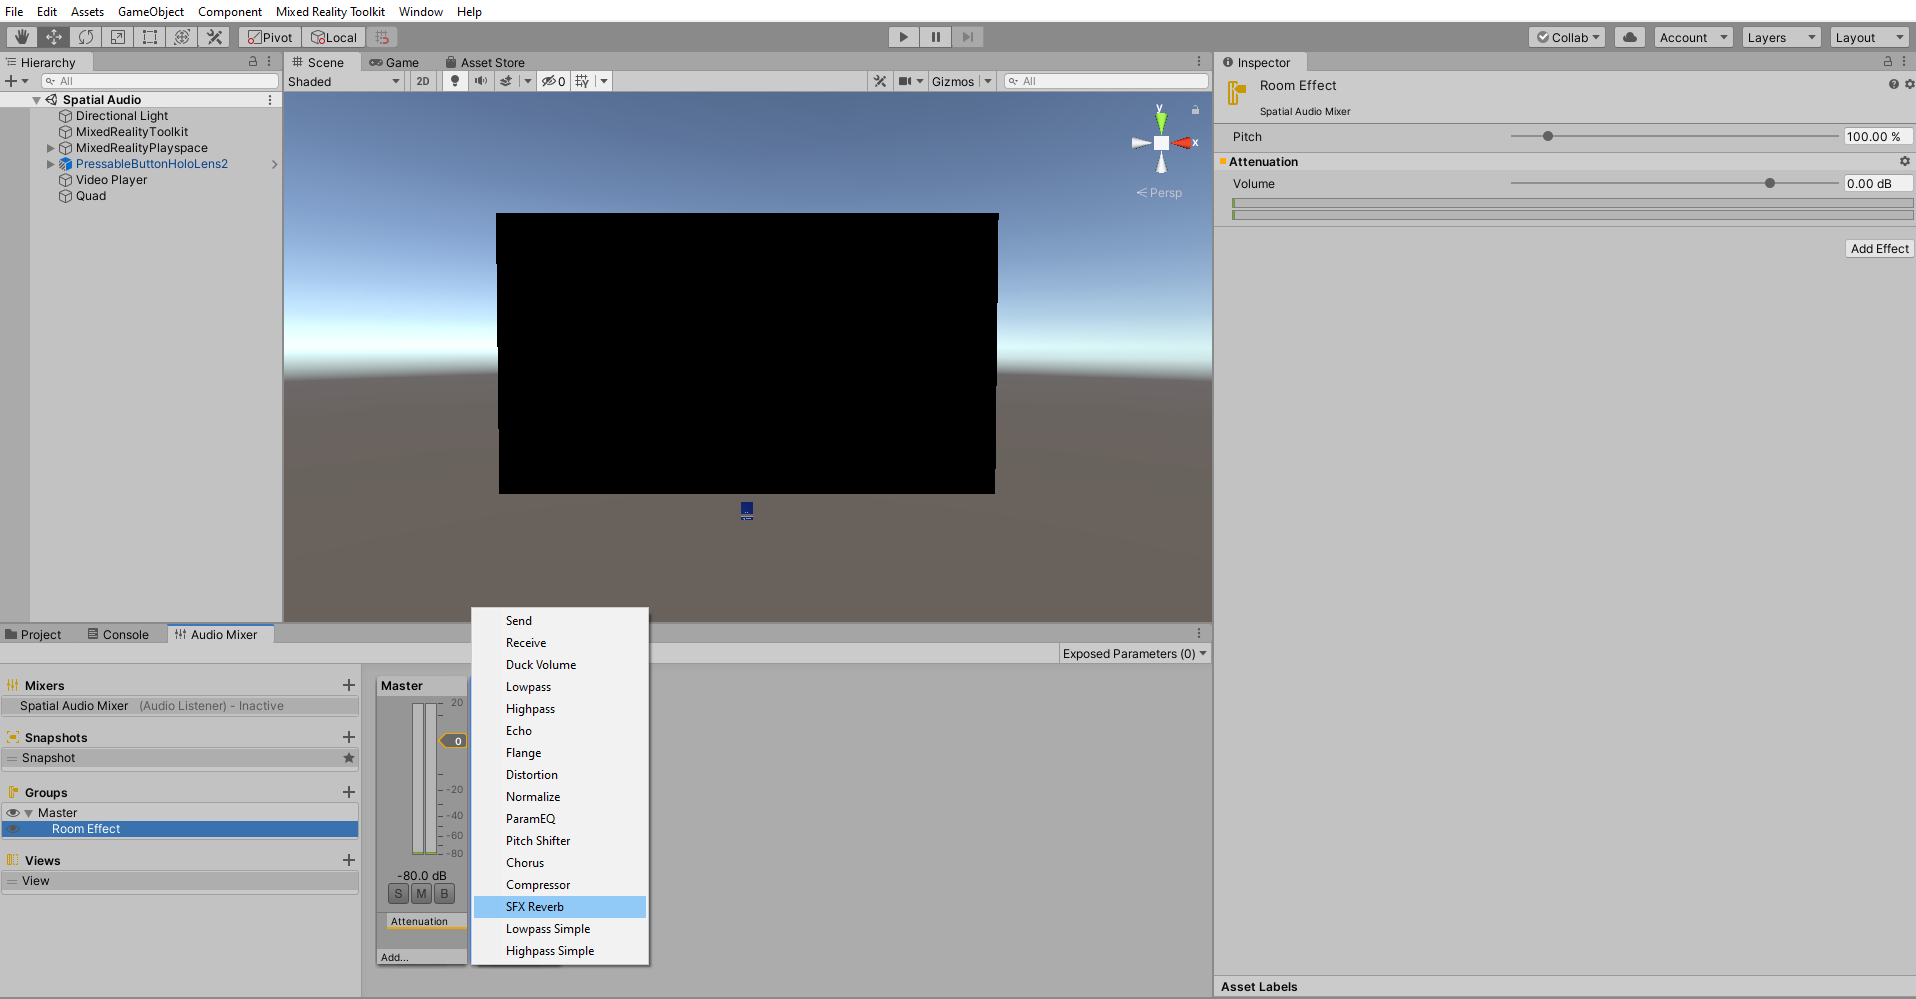 File Edit Assets GameObject Component Mixed Reality Toolkit Window Help
Pivot Local Collab Account Layers Layout
Hierarchy
All
Spatial Audio
Directional Light
MixedRealityToolkit
MixedRealityPlayspace
PressableButtonHoloLens2
Video Player
Quad
Scene Game Asset Store
Shaded 2D 0 Gizmos All
y
x
Persp
Inspector
Room Effect
Spatial Audio Mixer
Pitch 100.00 %
Attenuation
Volume 0.00 dB
Add Effect
Project Console Audio Mixer
Exposed Parameters (0)
Mixers
Spatial Audio Mixer (Audio Listener) - Inactive
Snapshots
Snapshot
Groups
Master
Room Effect
Views
View
Master
20
0
-20
-40
-60
-80
-80.0 dB
S M B
Attenuation
Add...
Send
Receive
Duck Volume
Lowpass
Highpass
Echo
Flange
Distortion
Normalize
ParamEQ
Pitch Shifter
Chorus
Compressor
SFX Reverb
Lowpass Simple
Highpass Simple
Asset Labels